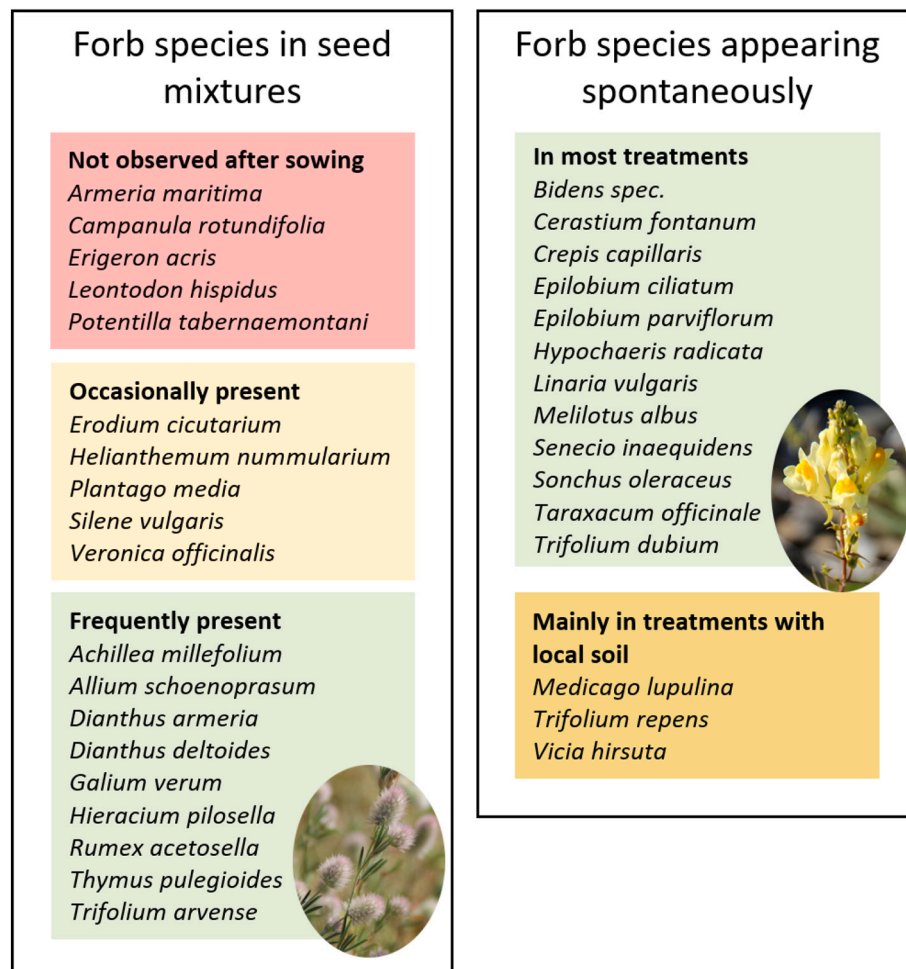 Forb species in seed
mixtures
Not observed after sowing
Armeria maritima
Campanula rotundifolia
Erigeron acris
Leontodon hispidus
Potentilla tabernaemontani
Occasionally present
Erodium cicutarium
Helianthemum nummularium
Plantago media
Silene vulgaris
Veronica officinalis
Frequently present
Achillea millefolium
Allium schoenoprasum
Dianthus armeria
Dianthus deltoides
Galium verum
Hieracium pilosella
Rumex acetosella
Thymus pulegioides
Trifolium arvense
Forb species appearing
spontaneously
In most treatments
Bidens spec.
Cerastium fontanum
Crepis capillaris
Epilobium ciliatum
Epilobium parviflorum
Hypochaeris radicata
Linaria vulgaris
Melilotus albus
Senecio inaequidens
Sonchus oleraceus
Taraxacum officinale
Trifolium dubium
Mainly in treatments with
local soil
Medicago lupulina
Trifolium repens
Vicia hirsuta